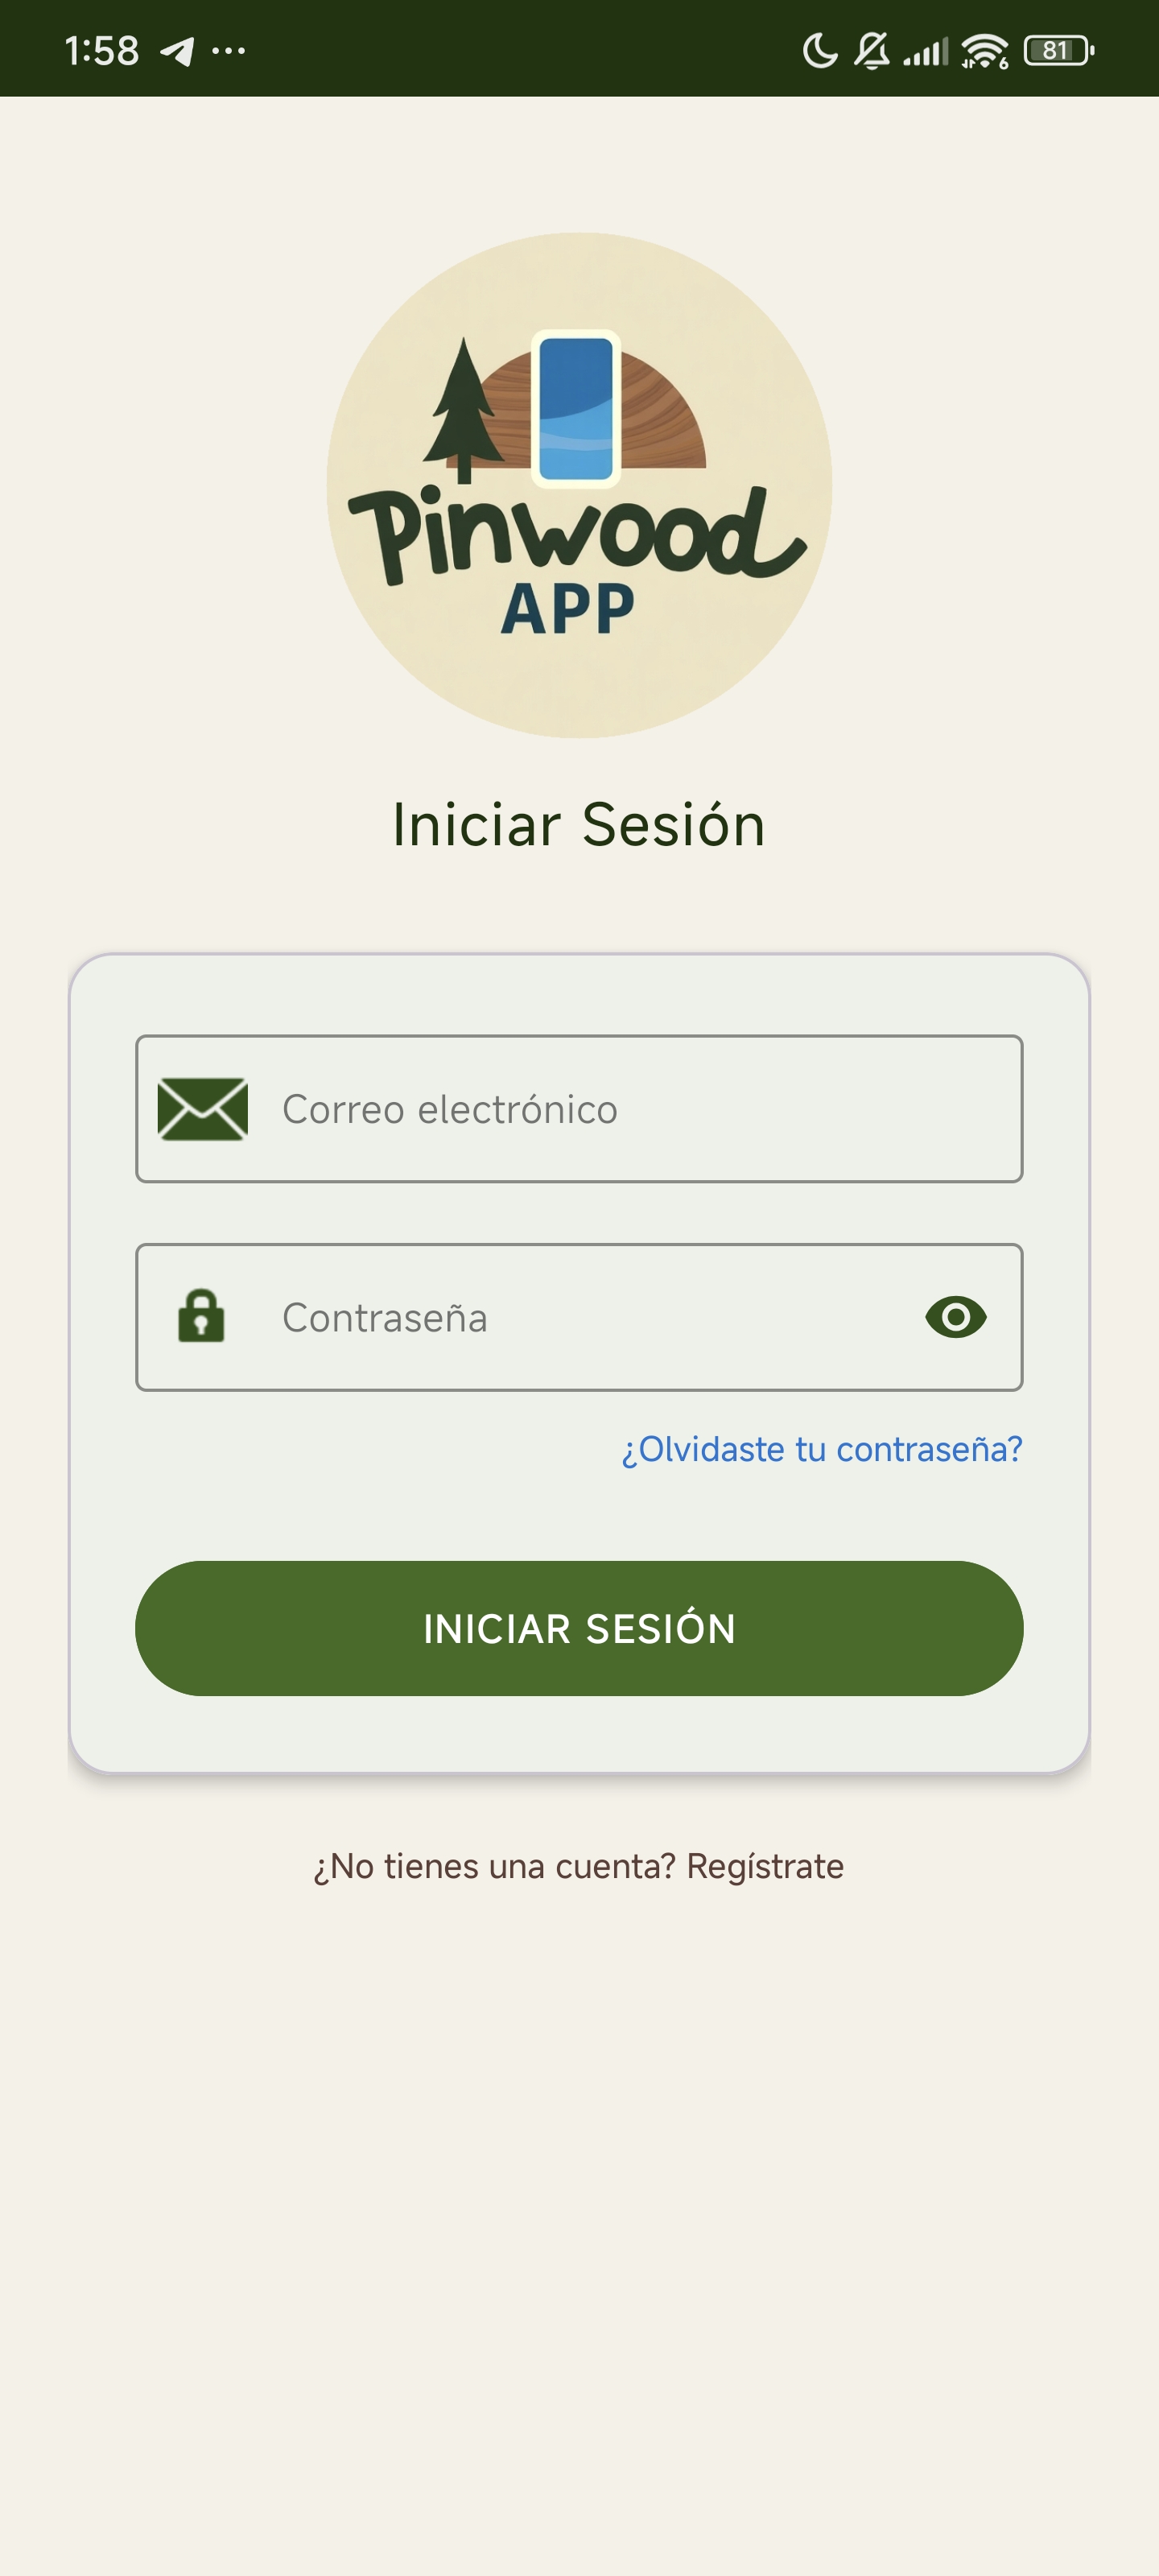 1:58 ... 6 81
Pinwood
APP
Iniciar Sesión
Correo electrónico
Contraseña
¿Olvidaste tu contraseña?
INICIAR SESIÓN
¿No tienes una cuenta? Regístrate